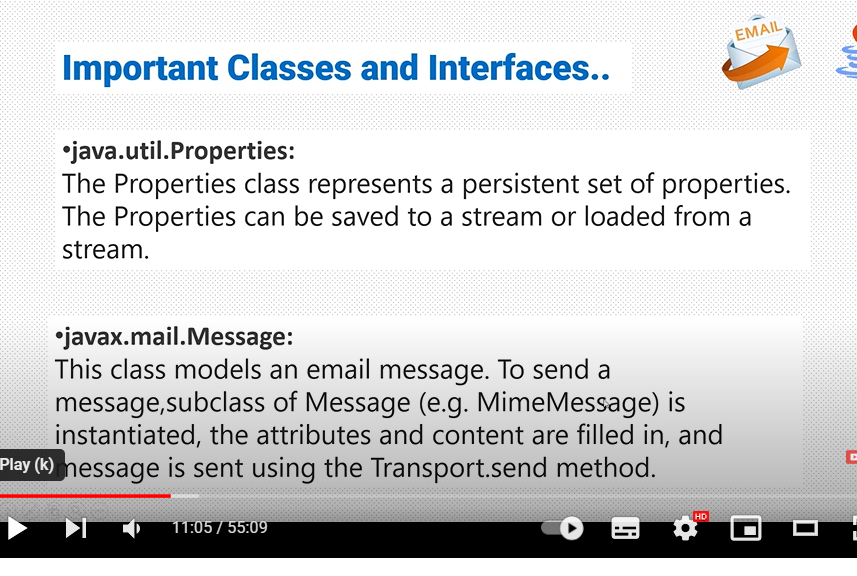 EMAIL
Important Classes and Interfaces..
•java.util.Properties:
The Properties class represents a persistent set of properties.
The Properties can be saved to a stream or loaded from a
stream.
•javax.mail.Message:
This class models an email message. To send a
message,subclass of Message (e.g. MimeMessage) is
instantiated, the attributes and content are filled in, and
message is sent using the Transport.send method.
Play (k)
11:05 / 55:09
HD